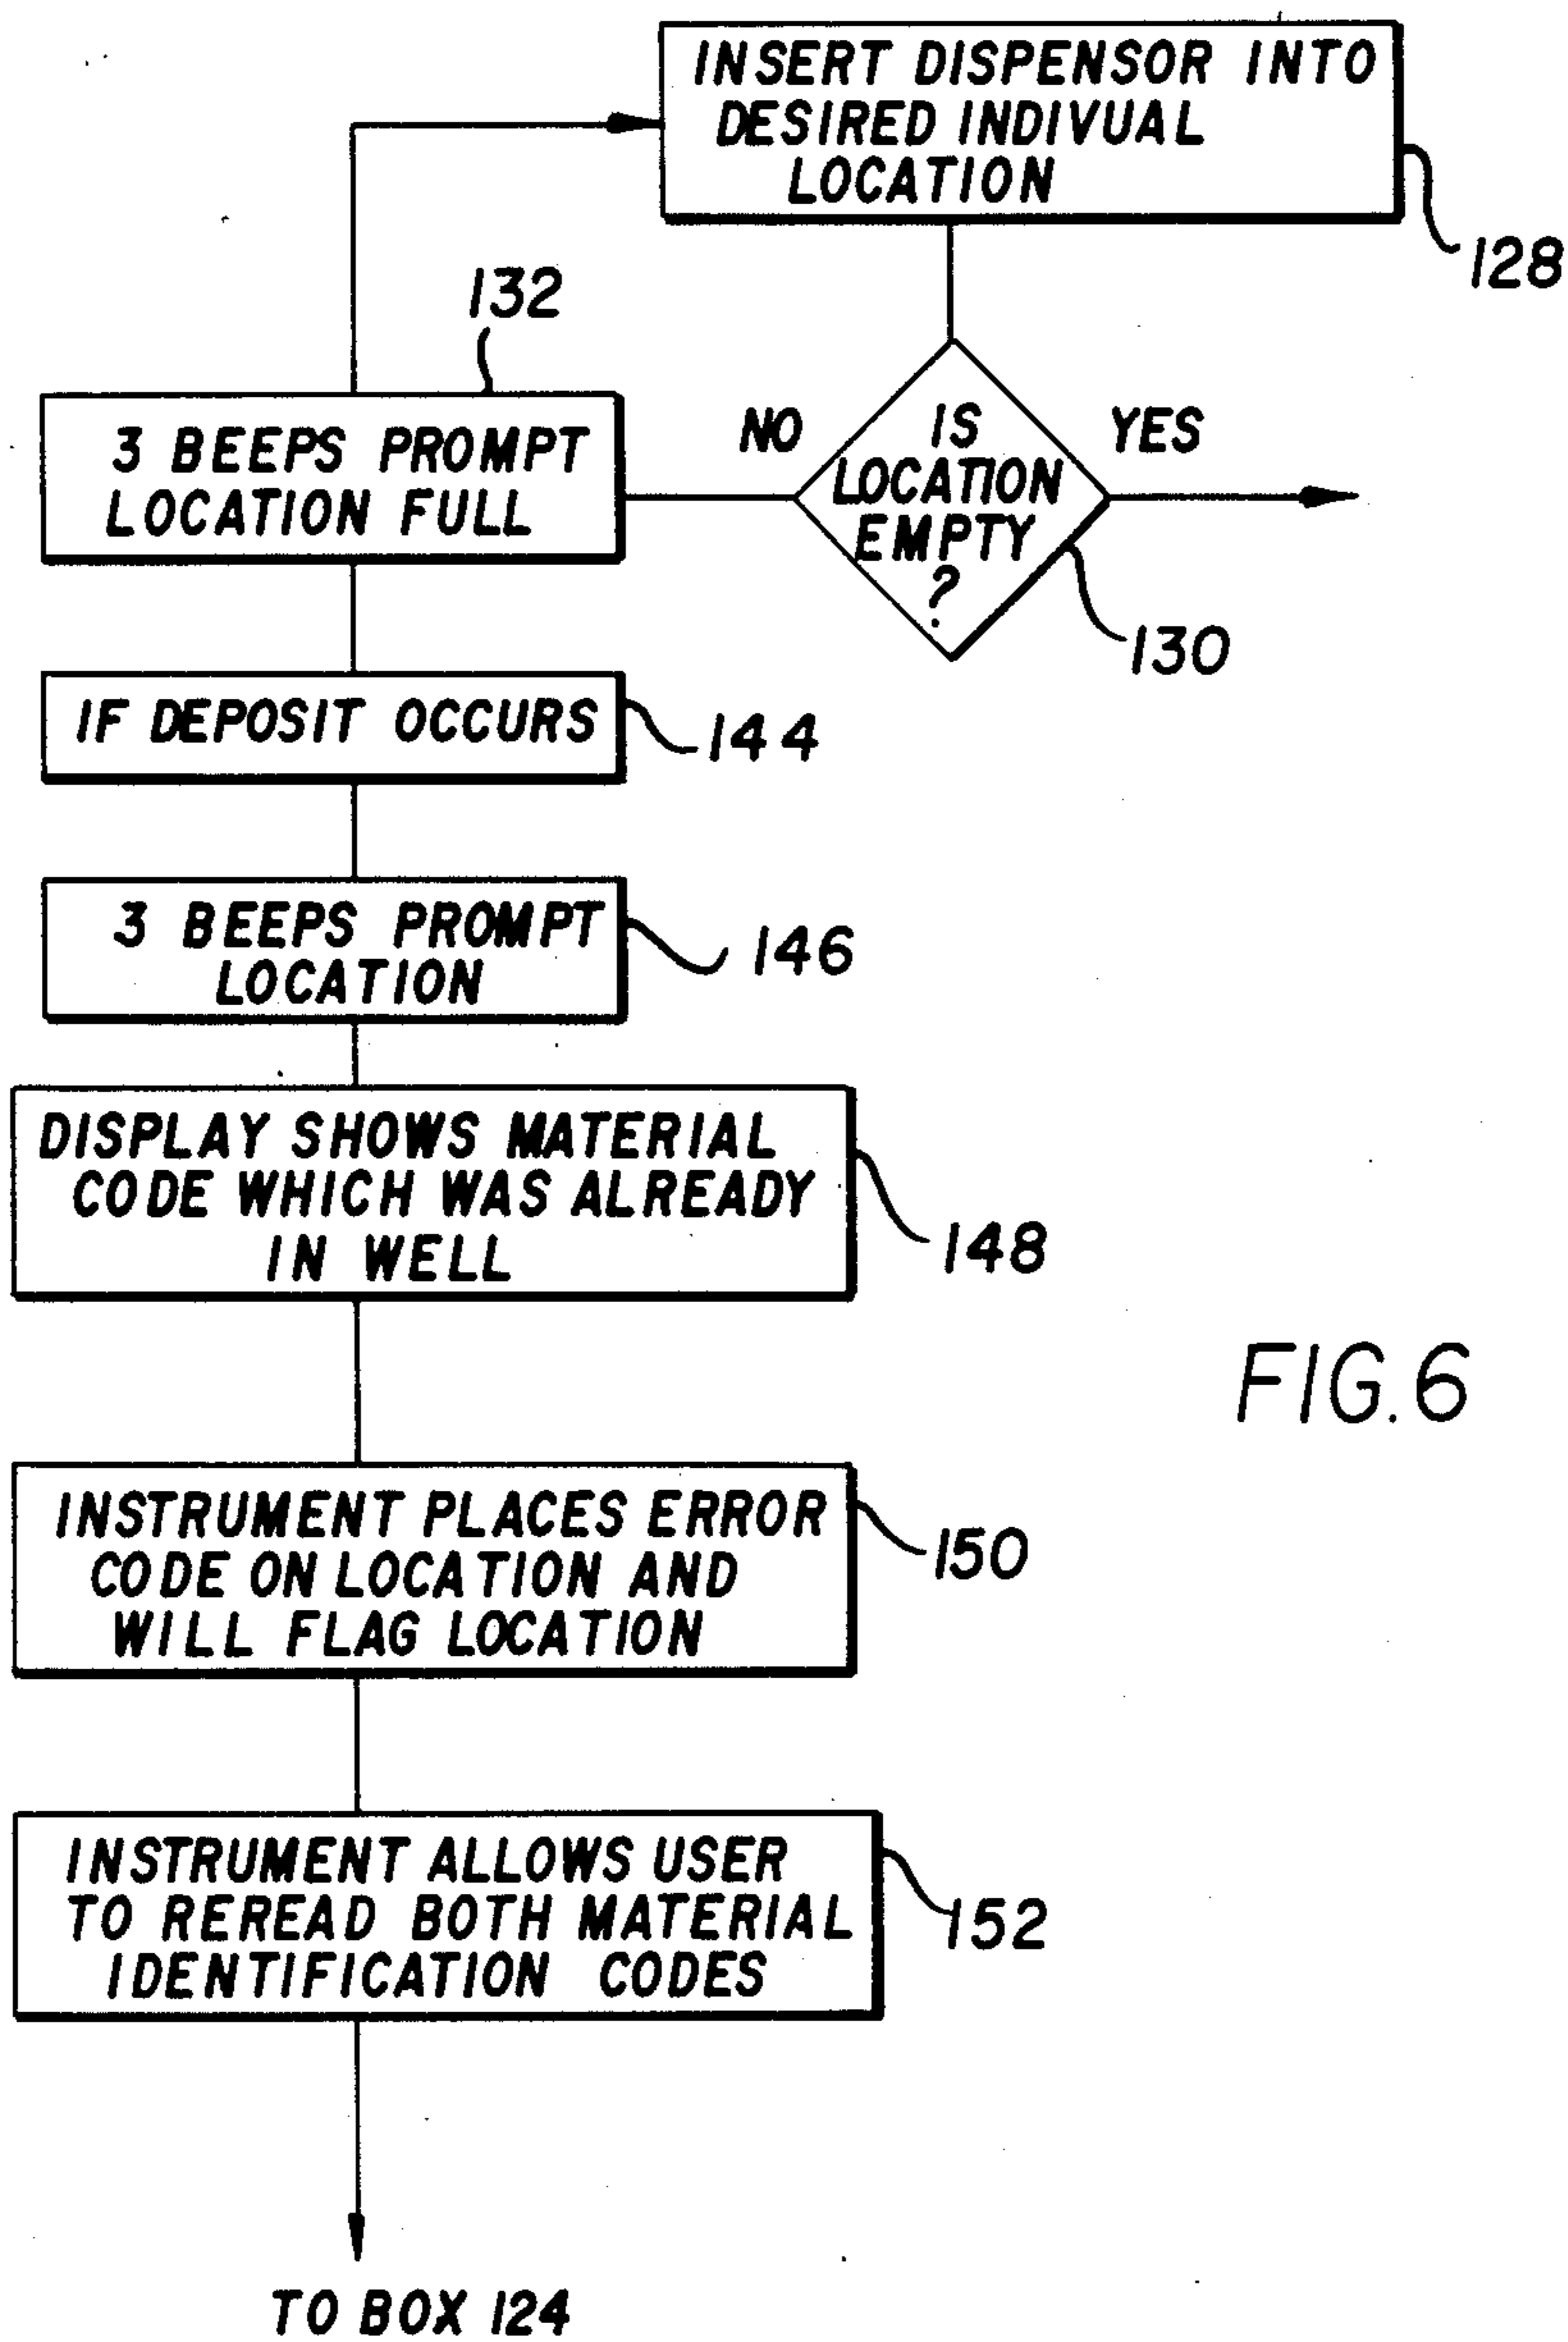 INSERT DISPENSOR INTO
DESIRED INDIVUAL
LOCATION
128
132
3 BEEPS PROMPT
LOCATION FULL
NO
IS
LOCATION
EMPTY
?
YES
130
IF DEPOSIT OCCURS
144
3 BEEPS PROMPT
LOCATION
146
DISPLAY SHOWS MATERIAL
CODE WHICH WAS ALREADY
IN WELL
148
FIG. 6
INSTRUMENT PLACES ERROR
CODE ON LOCATION AND
WILL FLAG LOCATION
150
INSTRUMENT ALLOWS USER
TO REREAD BOTH MATERIAL
IDENTIFICATION CODES
152
TO BOX 124